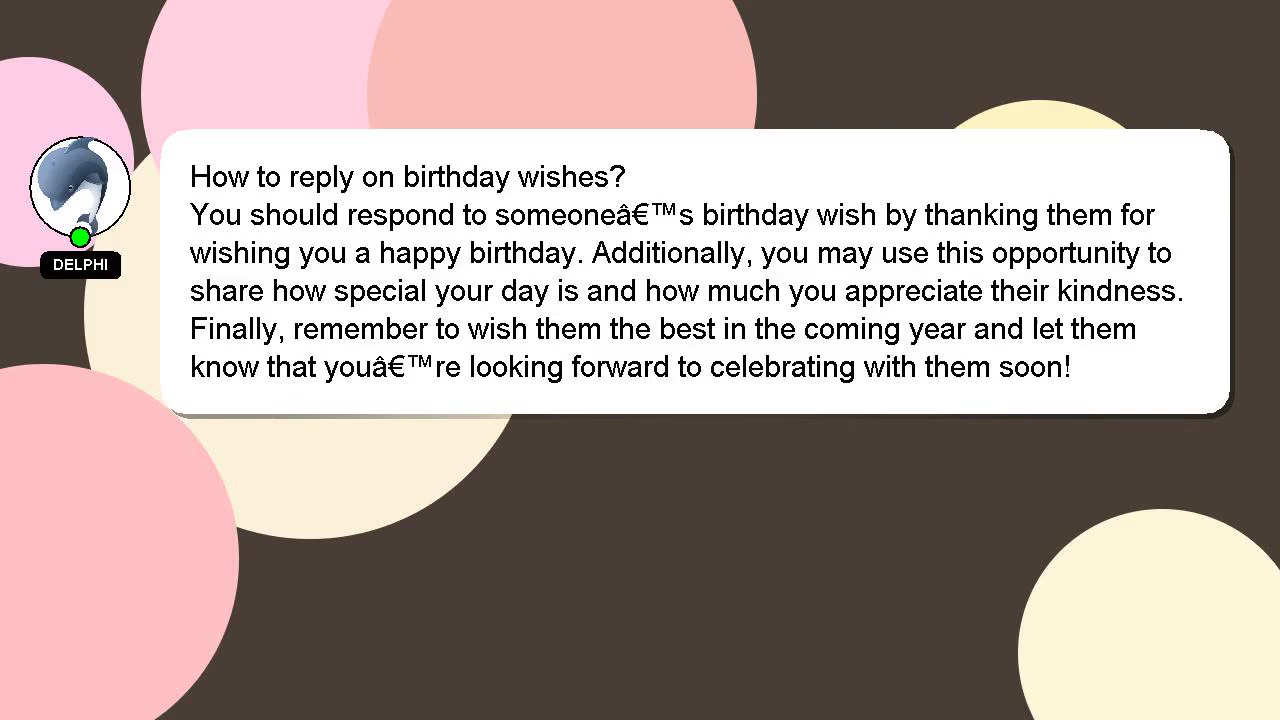 How to reply on birthday wishes?
You should respond to someoneâ€™s birthday wish by thanking them for
wishing you a happy birthday. Additionally, you may use this opportunity to
share how special your day is and how much you appreciate their kindness.
Finally, remember to wish them the best in the coming year and let them
know that youâ€™re looking forward to celebrating with them soon!
DELPHI